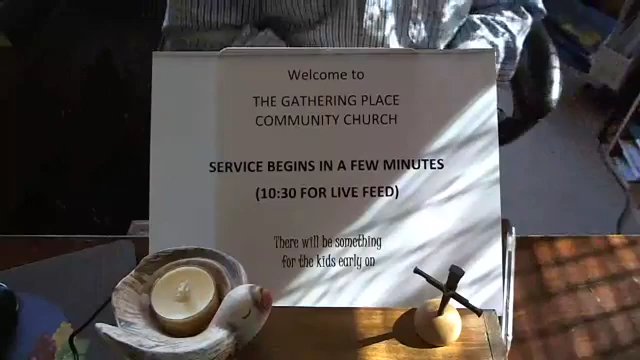 Welcome to
THE GATHERING PLACE
COMMUNITY CHURCH
SERVICE BEGINS IN A FEW MINUTES
(10:30 FOR LIVE FEED)
There will be something
for the kids early on